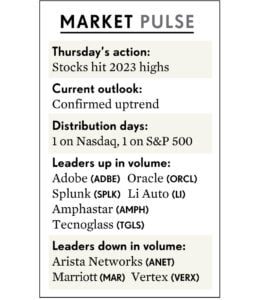 MARKET PULSE
Thursday's action:
Stocks hit 2023 highs
Current outlook:
Confirmed uptrend
Distribution days:
1 on Nasdaq, 1 on S&P 500
Leaders up in volume:
Adobe (ADBE) Oracle (ORCL)
Splunk (SPLK) Li Auto (LI)
Amphastar (AMPH)
Tecnoglass (TGLS)
Leaders down in volume:
Arista Networks (ANET)
Marriott (MAR) Vertex (VERX)